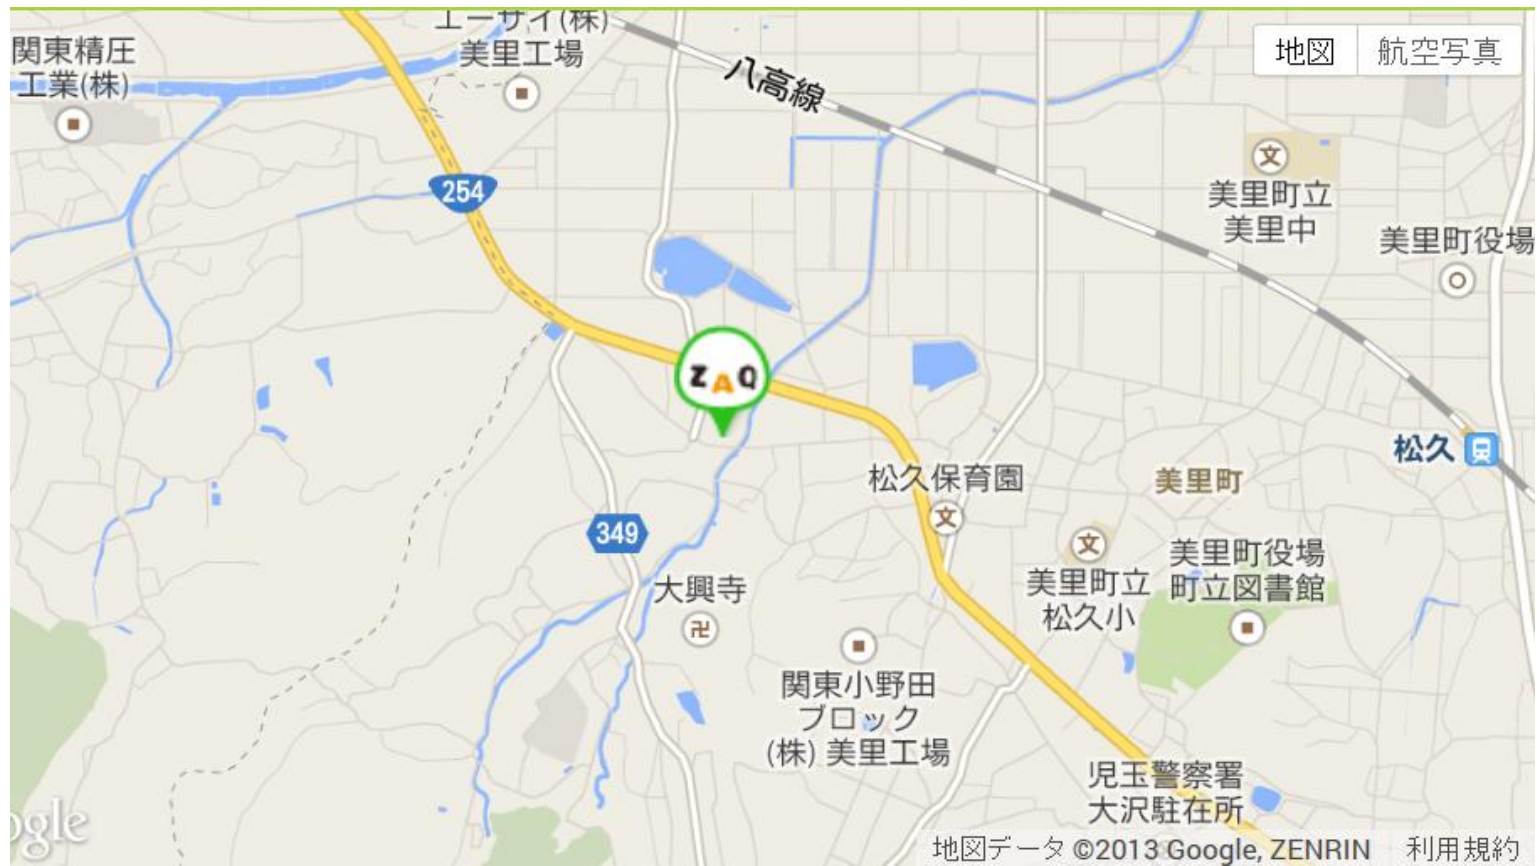 エーザイ(株)
美里工場
関東精圧
工業(株)
八高線
地図 航空写真
254
美里町立
美里中
美里町役場
ZAQ
松久
松久保育園
美里町
349
美里町立
松久小
美里町役場
町立図書館
大興寺
関東小野田
ブロック
(株) 美里工場
児玉警察署
大沢駐在所
ogle
地図データ ©2013 Google, ZENRIN 利用規約